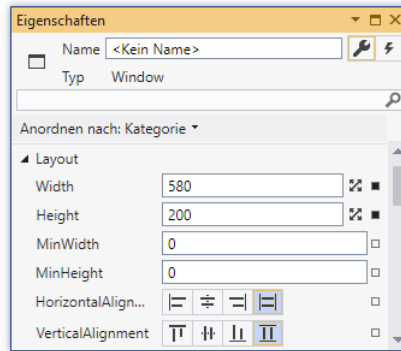 Eigenschaften
Name <Kein Name>
Typ Window
Anordnen nach: Kategorie
Layout
Width 580
Height 200
MinWidth 0
MinHeight 0
HorizontalAlign...
VerticalAlignment